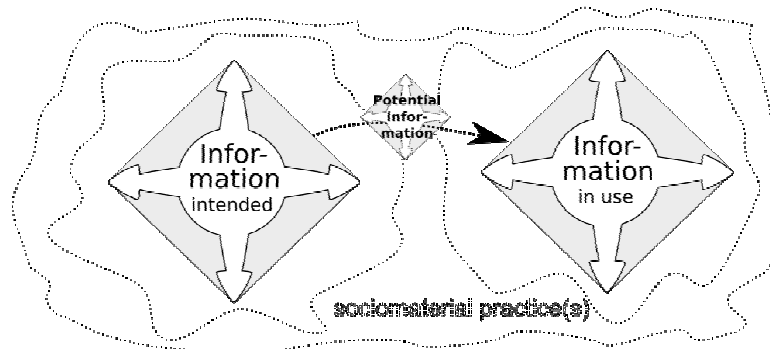 Infor-
mation
intended
Potential
infor-
mation
Infor-
mation
in use
sociomaterial practice(s)